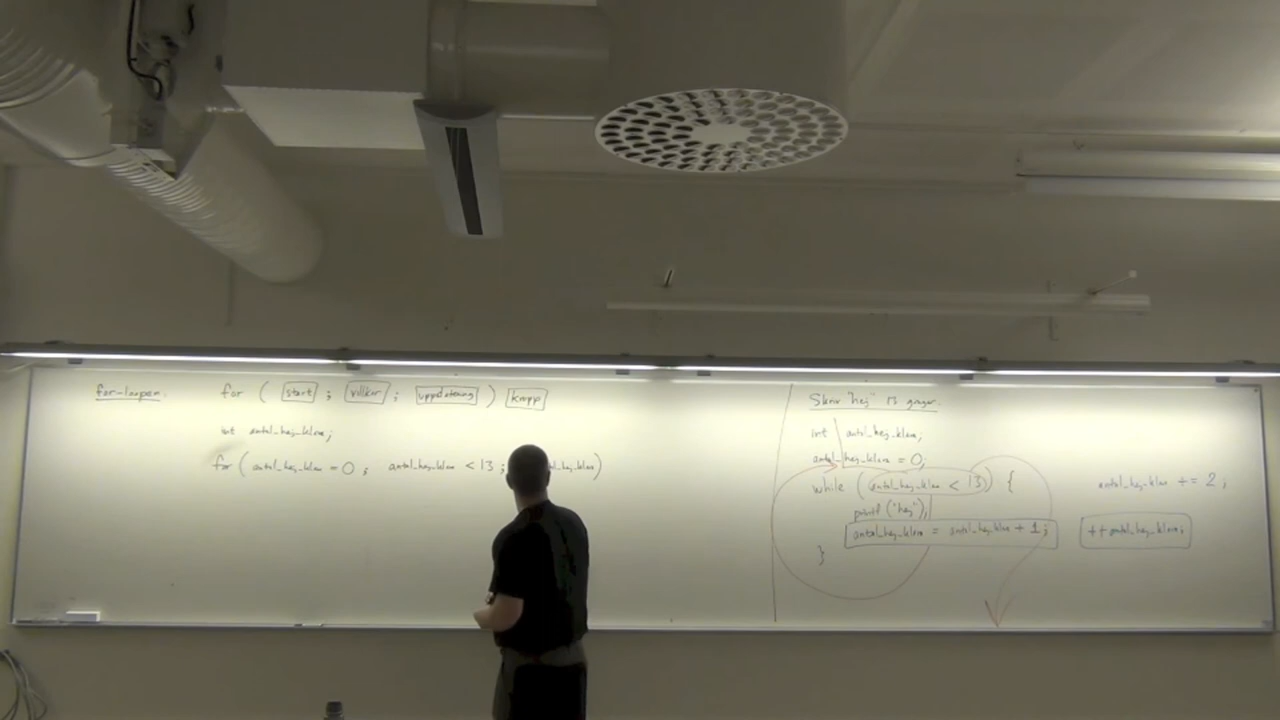 for-loopen.
for ( start ; villkor ; uppdatering ) kropp
int antal_hej_klara;
for ( antal_hej_klara = 0 ; antal_hej_klara < 13 ; antal_hej_klara)
Skriv "hej" 13 gånger.
int antal_hej_klara;
antal_hej_klara = 0;
while ( antal_hej_klara < 13 ) {
printf ("hej");
antal_hej_klara = antal_hej_klara + 1;
}
antal_hej_klara += 2;
++antal_hej_klara;